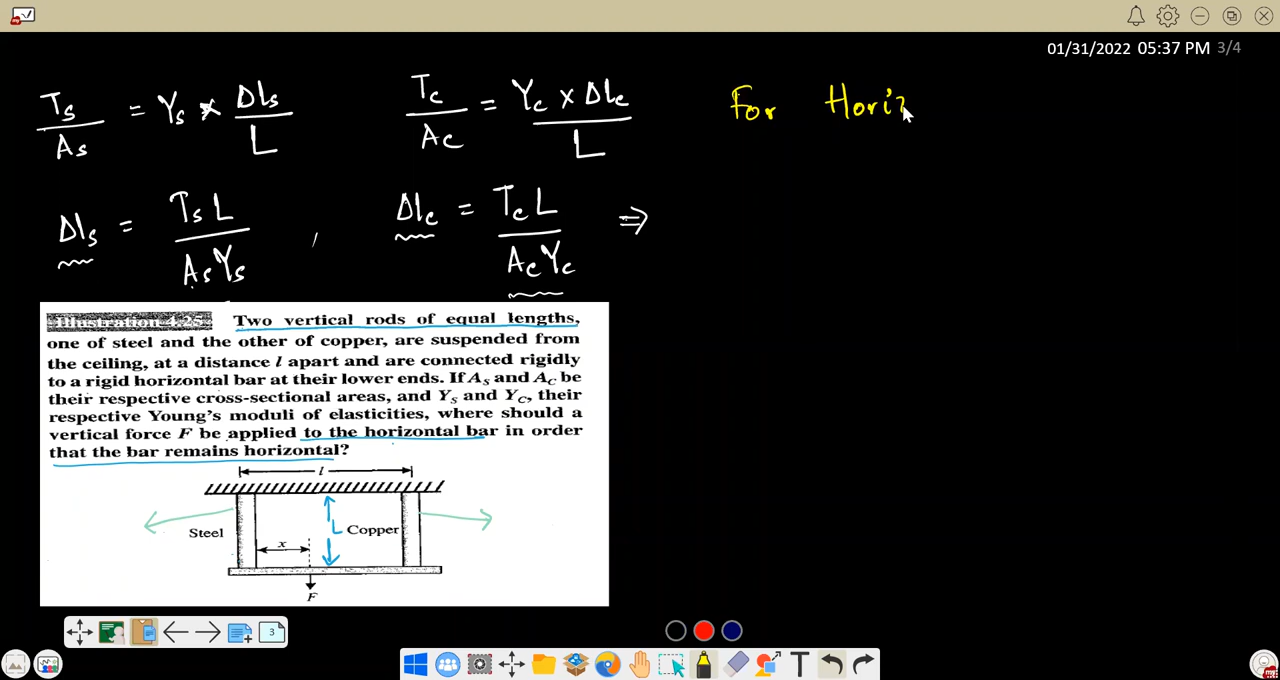 01/31/2022 05:37 PM 3/4
Ts/As = Ys × Δls/L    Tc/Ac = Yc × Δlc/L    For Horiz
Δls = TsL/AsYs , Δlc = TcL/AcYc ⇒
Illustration 4.25 Two vertical rods of equal lengths,
one of steel and the other of copper, are suspended from
the ceiling, at a distance l apart and are connected rigidly
to a rigid horizontal bar at their lower ends. If As and AC be
their respective cross-sectional areas, and Ys and YC, their
respective Young's moduli of elasticities, where should a
vertical force F be applied to the horizontal bar in order
that the bar remains horizontal?
l
Steel L Copper
x
F
3
T